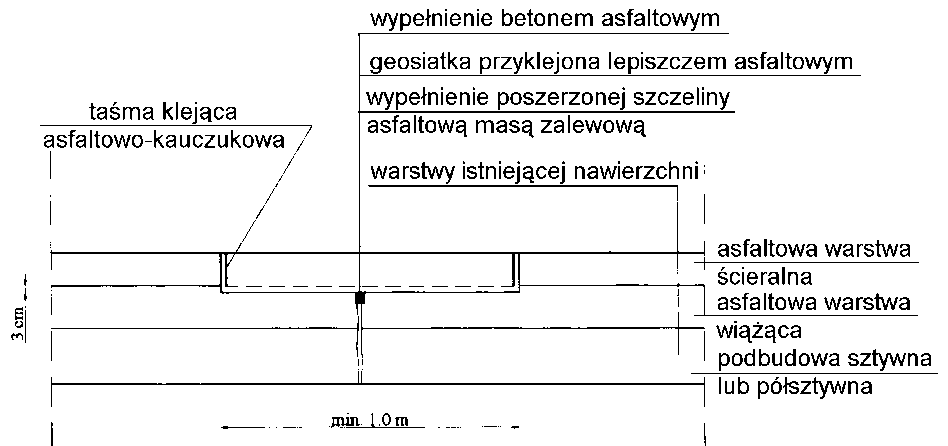 wypełnienie betonem asfaltowym
geosiatka przyklejona lepiszczem asfaltowym
wypełnienie poszerzonej szczeliny
asfaltową masą zalewową
taśma klejąca
asfaltowo-kauczukowa
warstwy istniejącej nawierzchni
asfaltowa warstwa
ścieralna
asfaltowa warstwa
wiążąca
podbudowa sztywna
lub półsztywna
3 cm
min. 1.0 m